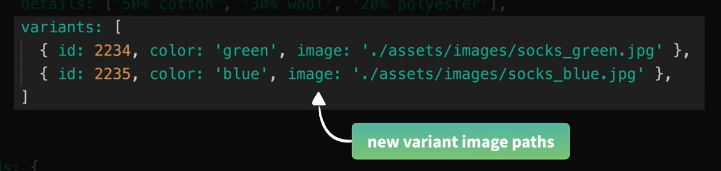 details: ['50% cotton', '30% wool', '20% polyester'],
variants: [
{ id: 2234, color: 'green', image: './assets/images/socks_green.jpg' },
{ id: 2235, color: 'blue', image: './assets/images/socks_blue.jpg' },
]
new variant image paths